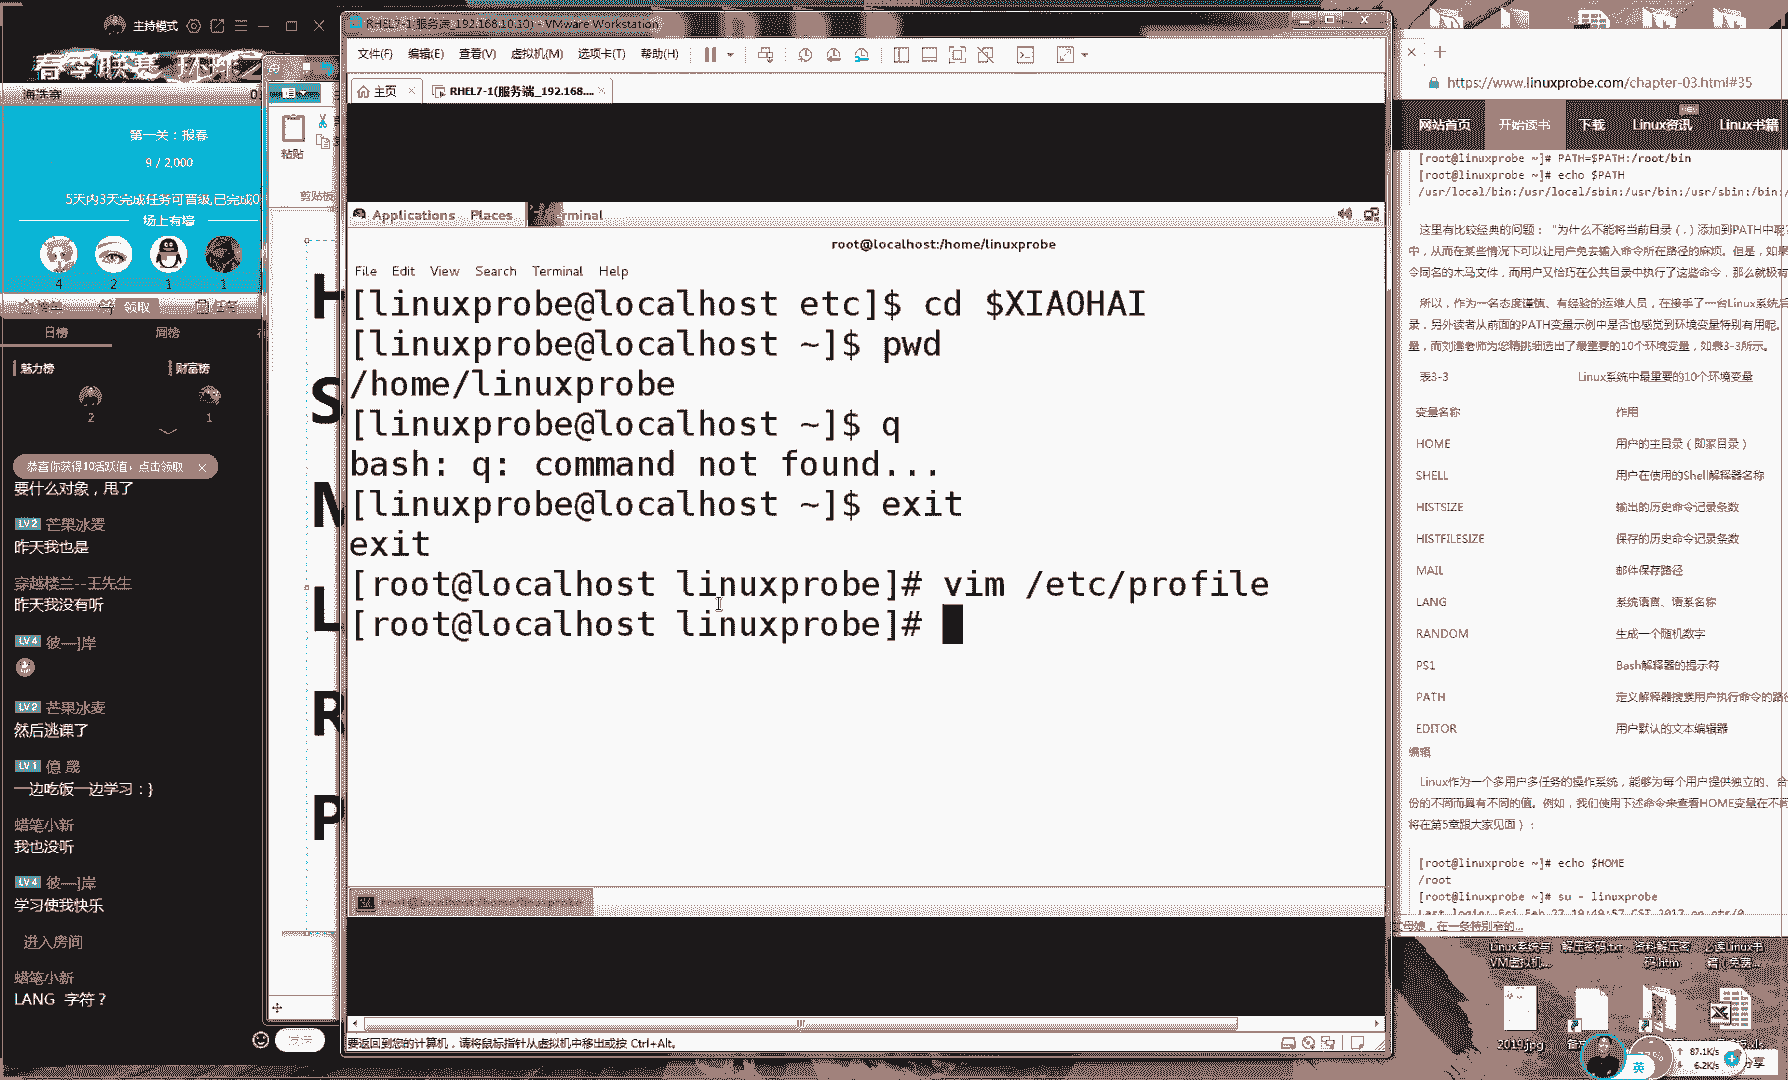 主持模式
春季联赛
第一关：报春
9 / 2,000
5天内3天完成任务可晋级,已完成0
场上有墙
4
2
1
1
领取
日榜
周榜
魅力榜
财富榜
2
1
恭喜你获得10活跃值，点击领取
要什么对象，甩了
LV2 芒果冰麦
昨天我也是
穿越楼兰--王先生
昨天我没有听
LV4 彼一|岸
LV2 芒果冰麦
然后逃课了
LV1 億 晟
一边吃饭一边学习：}
蜡笔小新
我也没听
LV4 彼一|岸
学习使我快乐
进入房间
蜡笔小新
LANG 字符？
发送
粘贴
剪贴板
H
S
M
L
R
P
RHEL7-1(服务端_192.168.10.10) - VMware Workstation
文件(F) 编辑(E) 查看(V) 虚拟机(M) 选项卡(T) 帮助(H)
主页
RHEL7-1(服务端_192.168....
Applications Places
root@localhost:/home/linuxprobe
File Edit View Search Terminal Help
[linuxprobe@localhost etc]$ cd $XIAOHAI
[linuxprobe@localhost ~]$ pwd
/home/linuxprobe
[linuxprobe@localhost ~]$ q
bash: q: command not found...
[linuxprobe@localhost ~]$ exit
exit
[root@localhost linuxprobe]# vim /etc/profile
[root@localhost linuxprobe]#
要返回到您的计算机，请将鼠标指针从虚拟机中移出或按 Ctrl+Alt。
https://www.linuxprobe.com/chapter-03.html#35
网站首页 开始读书 下载 Linux资讯 Linux书籍
[root@linuxprobe ~]# PATH=$PATH:/root/bin
[root@linuxprobe ~]# echo $PATH
/usr/local/bin:/usr/local/sbin:/usr/bin:/usr/sbin:/bin:/
这里有比较经典的问题："为什么不能将当前目录（.）添加到PATH中呢?
中，从而在某些情况下可以让用户免去输入命令所在路径的麻烦。但是，如果
令同名的木马文件，而用户又恰巧在公共目录中执行了这些命令，那么就极有
所以，作为一名态度谨慎、有经验的运维人员，在接手了一台Linux系统后
录，另外读者从前面的PATH变量示例中是否也感觉到环境变量特别有用呢。
量，而刘遄老师为您精挑细选出了最重要的10个环境变量，如表3-3所示。
表3-3 Linux系统中最重要的10个环境变量
变量名称 作用
HOME 用户的主目录（即家目录）
SHELL 用户在使用的Shell解释器名称
HISTSIZE 输出的历史命令记录条数
HISTFILESIZE 保存的历史命令记录条数
MAIL 邮件保存路径
LANG 系统语言、语系名称
RANDOM 生成一个随机数字
PS1 Bash解释器的提示符
PATH 定义解释器搜索用户执行命令的路径
EDITOR 用户默认的文本编辑器
编辑
Linux作为一个多用户多任务的操作系统，能够为每个用户提供独立的、合
份的不同而具有不同的值。例如，我们使用下述命令来查看HOME变量在不同
将在第5章跟大家见面）：
[root@linuxprobe ~]# echo $HOME
/root
[root@linuxprobe ~]# su - linuxprobe
Last login: Fri Feb 27 19:49:57 CST 2017 on pts/0
Linux系统与
VM虚拟机...
解压密码.txt
资料解压密
码.htm
必读Linux书
籍（免费...
2019.jpg
英
87.1K/s
6.2K/s